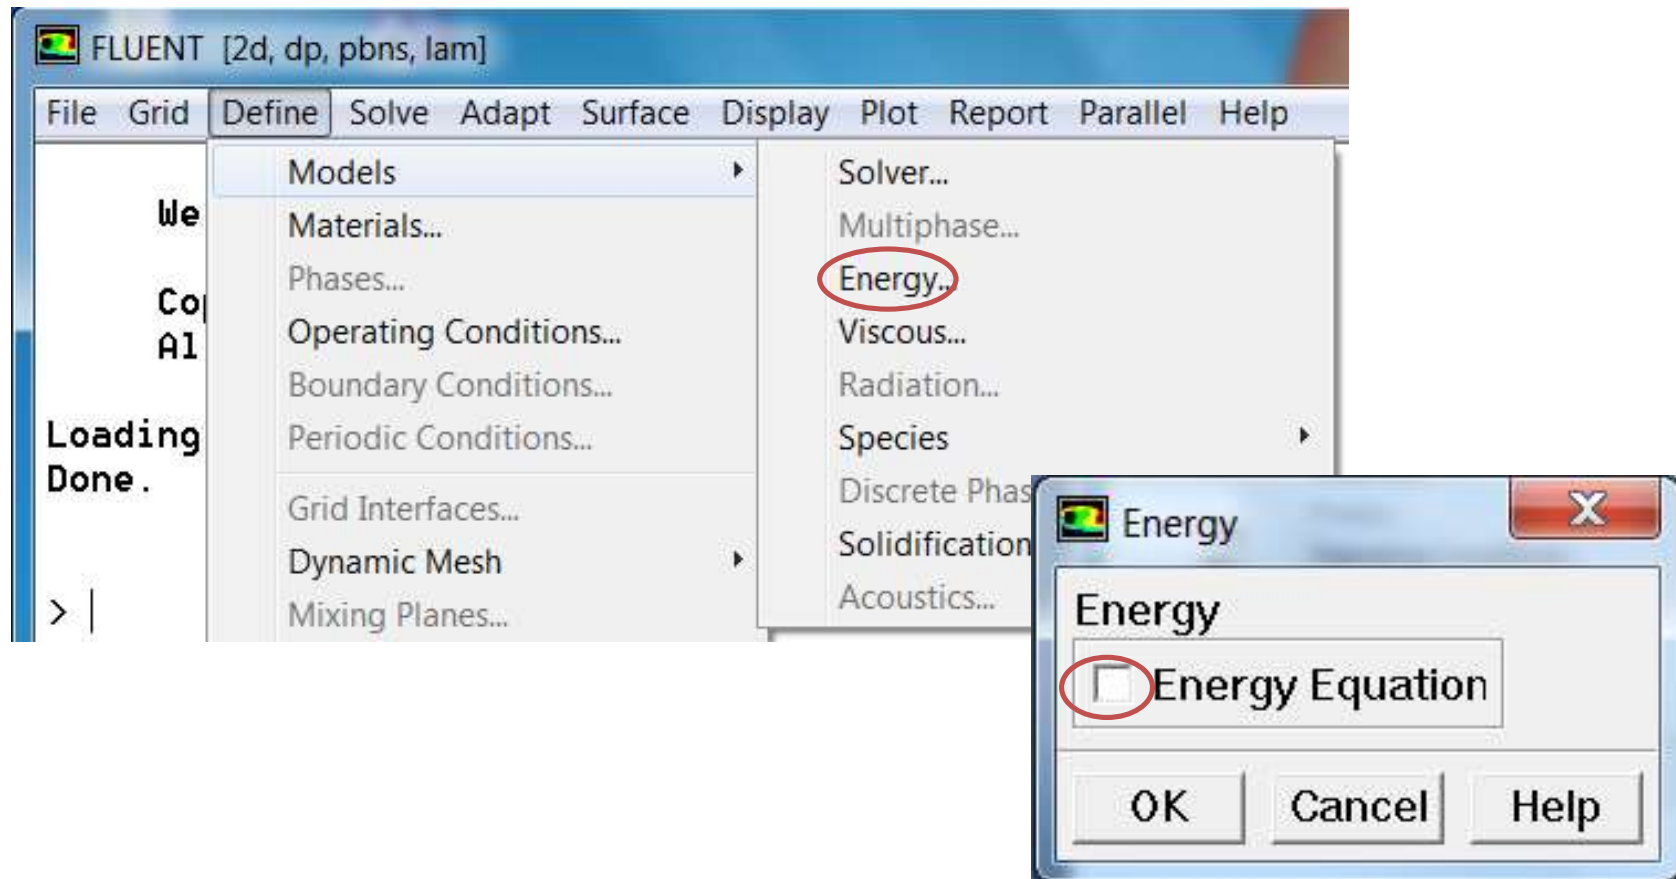 FLUENT [2d, dp, pbns, lam]
File Grid Define Solve Adapt Surface Display Plot Report Parallel Help
Models
Materials...
Phases...
Operating Conditions...
Boundary Conditions...
Periodic Conditions...
Grid Interfaces...
Dynamic Mesh
Mixing Planes...
Solver...
Multiphase...
Energy...
Viscous...
Radiation...
Species
Discrete Phas
Solidification
Acoustics...
We
Co
Al
Loading
Done.
>
Energy
Energy
Energy Equation
OK Cancel Help